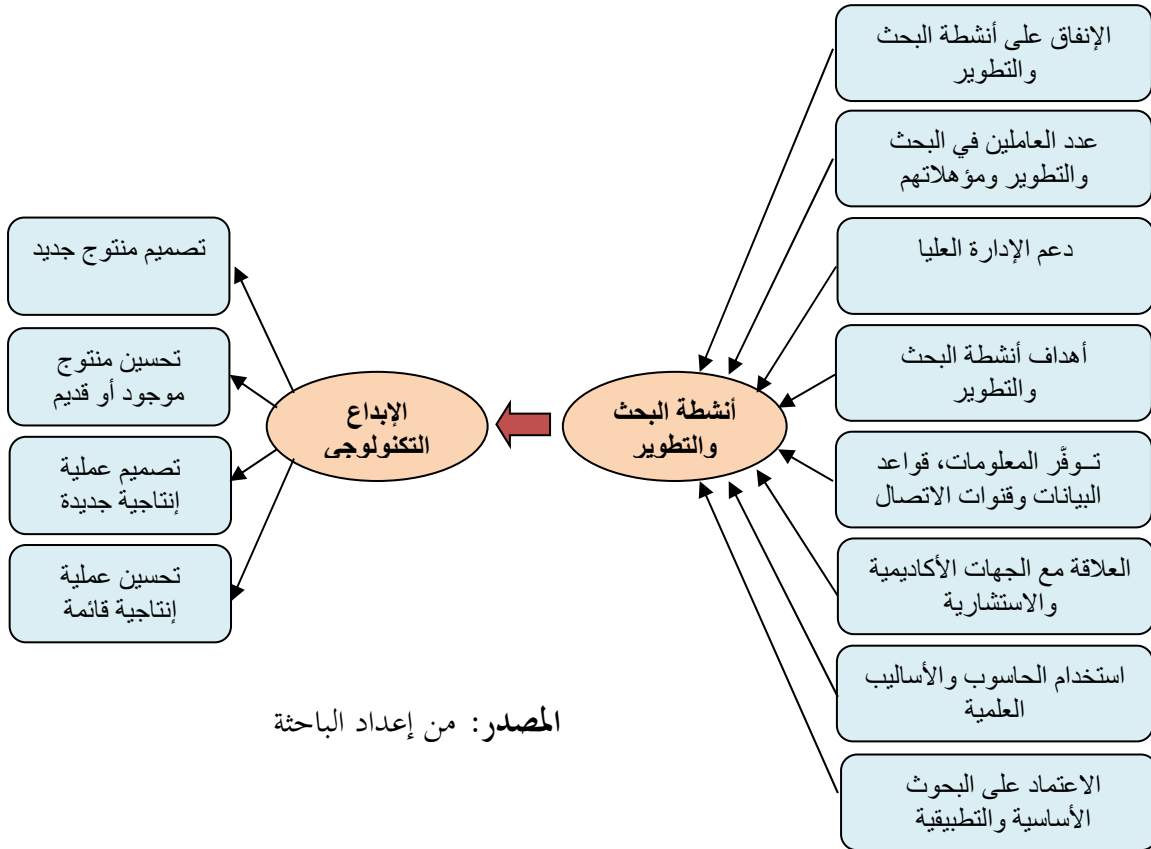 الإنفاق على أنشطة البحث
والتطوير
عدد العاملين في البحث
والتطوير ومؤهلاتهم
دعم الإدارة العليا
أهداف أنشطة البحث
والتطوير
تــوفَّر المعلومات، قواعد
البيانات وقنوات الاتصال
العلاقة مع الجهات الأكاديمية
والاستشارية
استخدام الحاسوب والأساليب
العلمية
الاعتماد على البحوث
الأساسية والتطبيقية
أنشطة البحث
والتطوير
الإبداع
التكنولوجي
تصميم منتوج جديد
تحسين منتوج
موجود أو قديم
تصميم عملية
إنتاجية جديدة
تحسين عملية
إنتاجية قائمة
المصدر: من إعداد الباحثة